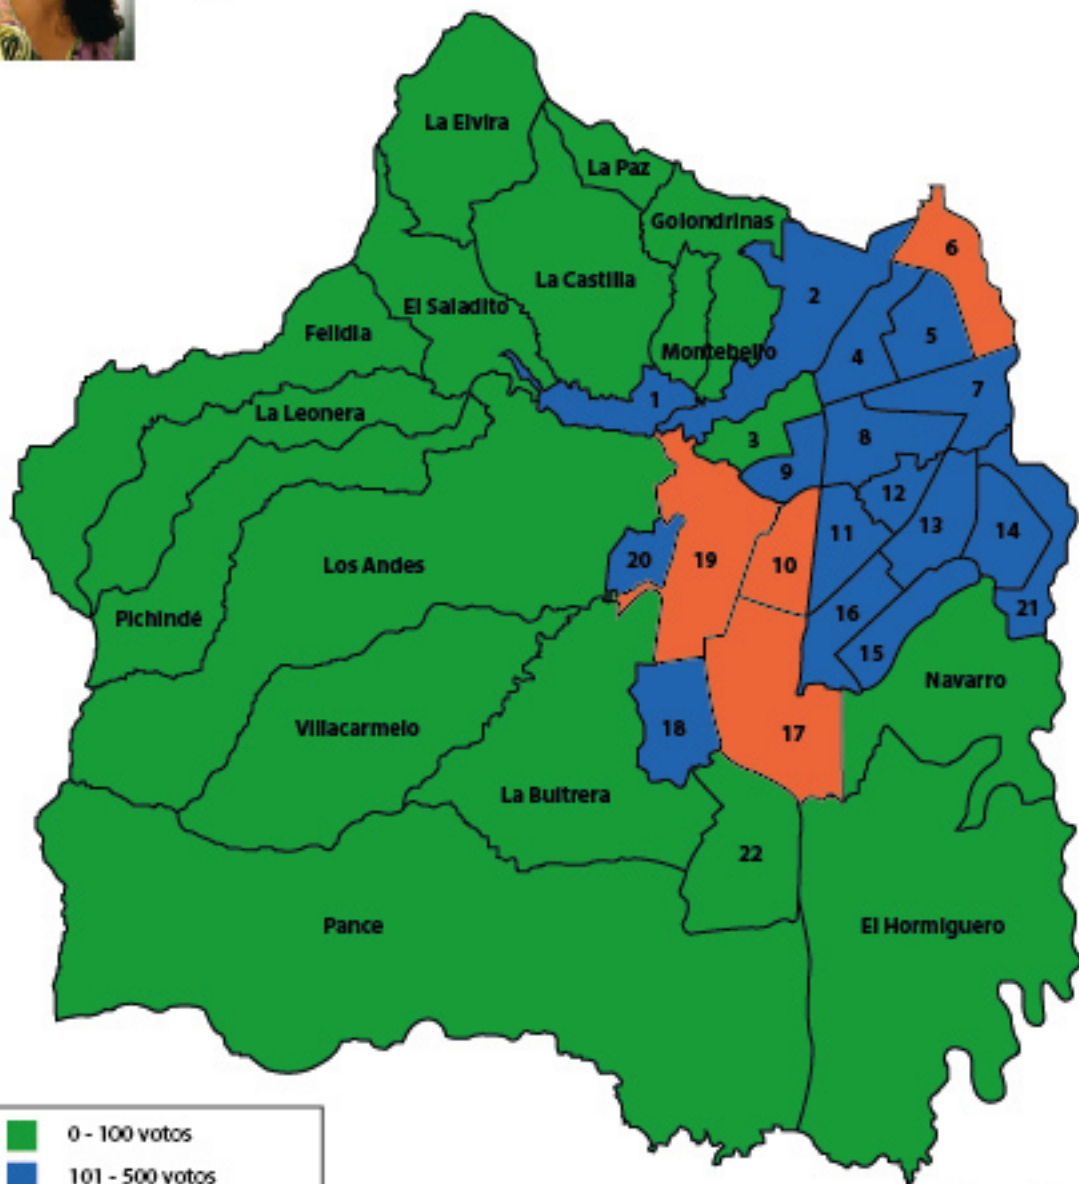 La Elvira
La Paz
Golondrinas
6
La Castilla
2
El Saladito
Felidia
5
Montebello
4
7
1
La Leonera
8
3
9
12
13
14
11
19
10
20
Los Andes
21
16
Pichindé
15
Navarro
18
17
Villacarmelo
La Buitrera
22
Pance
El Hormiguero
0 - 100 votos
101 - 500 votos